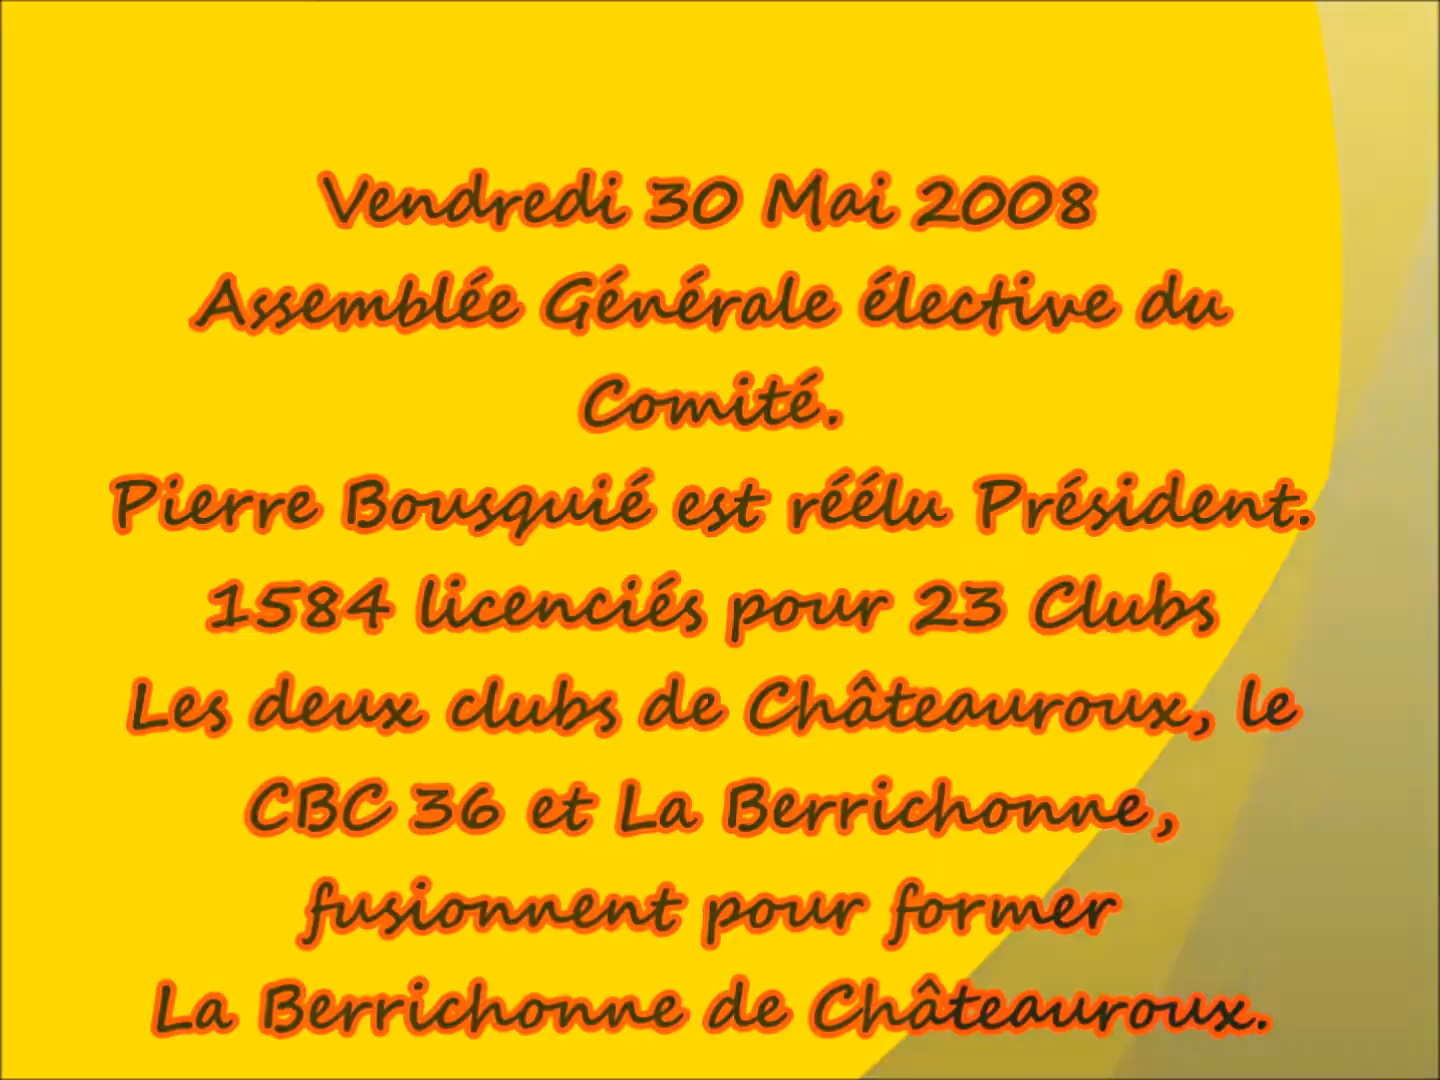 Vendredi 30 Mai 2008
Assemblée Générale élective du
Comité.
Pierre Bousquié est réélu Président.
1584 licenciés pour 23 Clubs
Les deux clubs de Châteauroux, le
CBC 36 et La Berrichonne,
fusionnent pour former
La Berrichonne de Châteauroux.